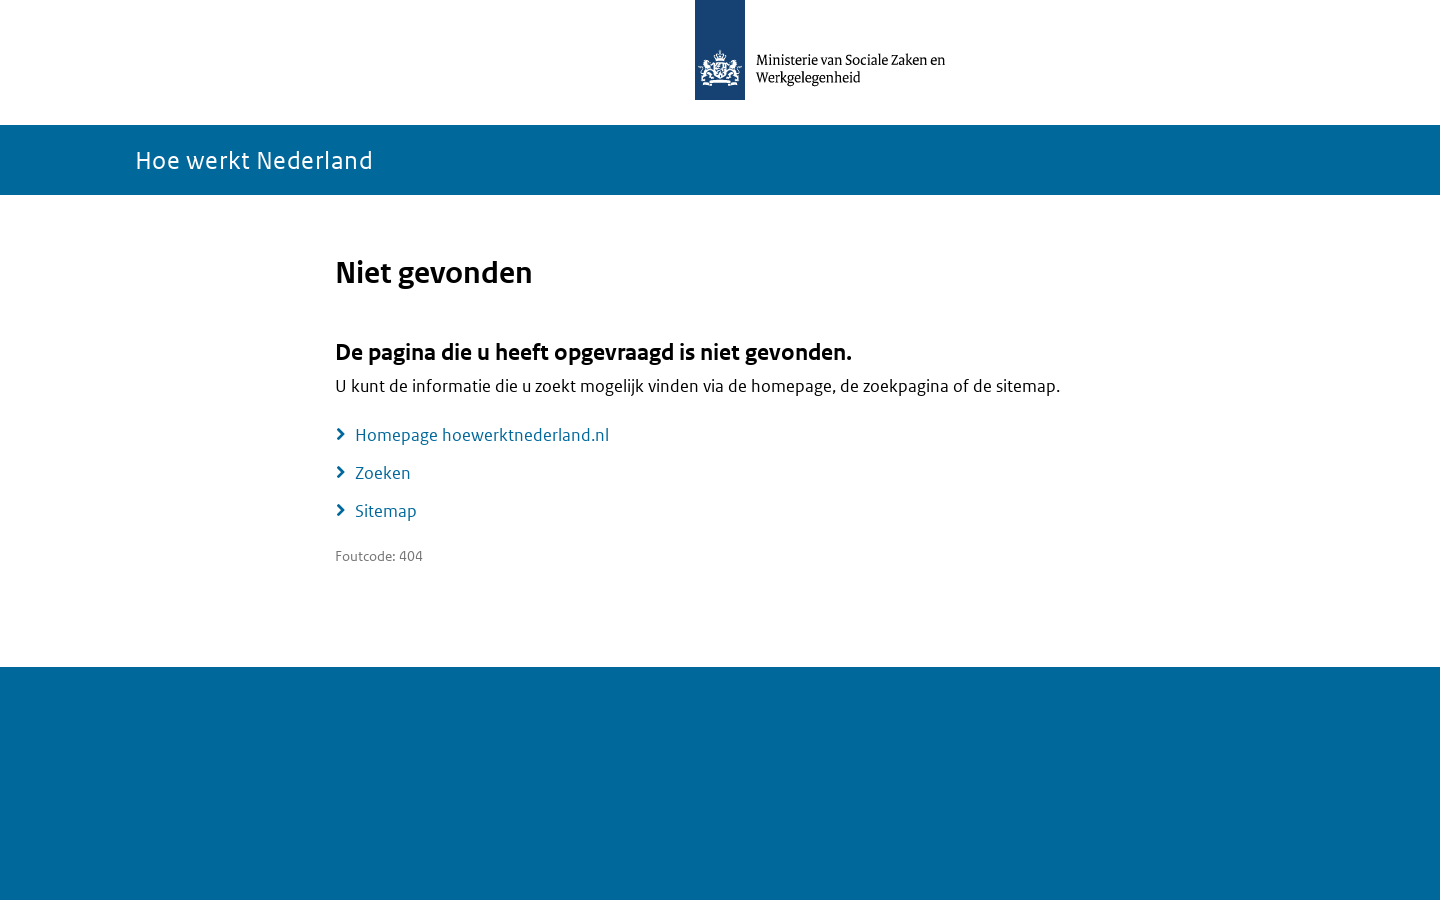 Ministerie van Sociale Zaken en
Werkgelegenheid
Hoe werkt Nederland
Niet gevonden
De pagina die u heeft opgevraagd is niet gevonden.
U kunt de informatie die u zoekt mogelijk vinden via de homepage, de zoekpagina of de sitemap.
Homepage hoewerktnederland.nl
Zoeken
Sitemap
Foutcode: 404